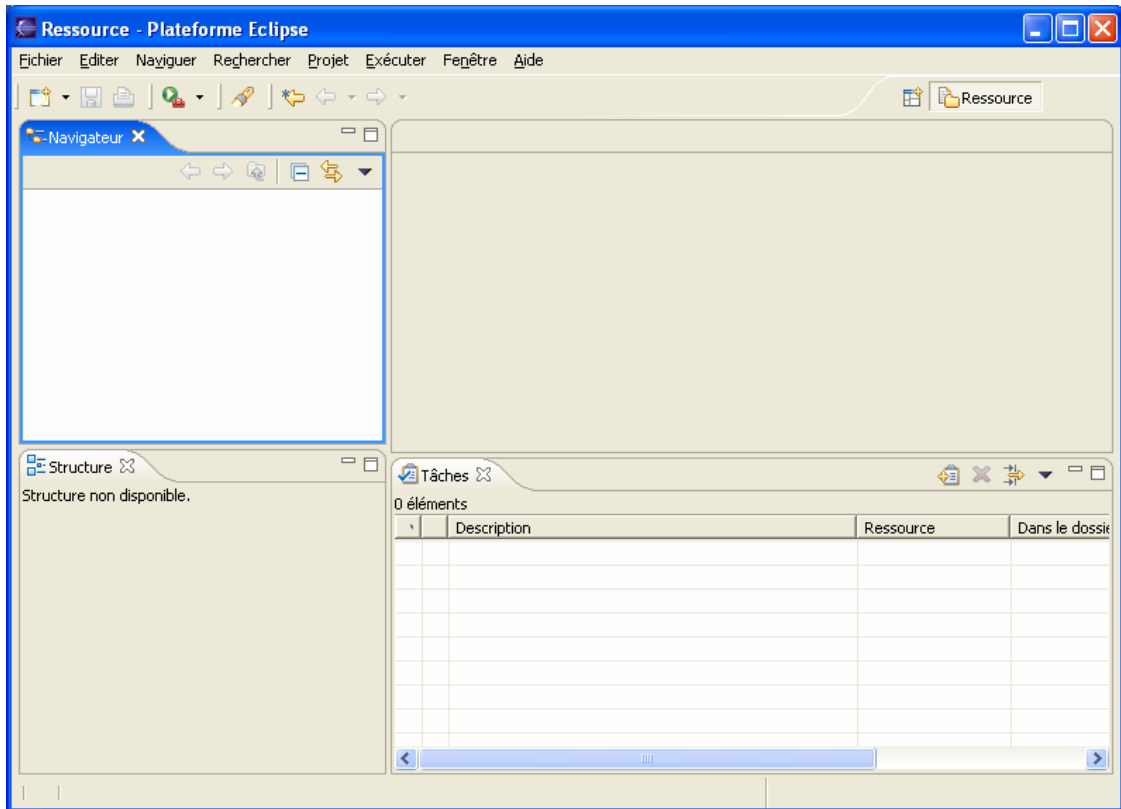 Ressource - Plateforme Eclipse
Fichier Editer Naviguer Rechercher Projet Exécuter Fenêtre Aide
Ressource
Navigateur
Structure
Structure non disponible.
Tâches
0 éléments
Description Ressource Dans le dossie